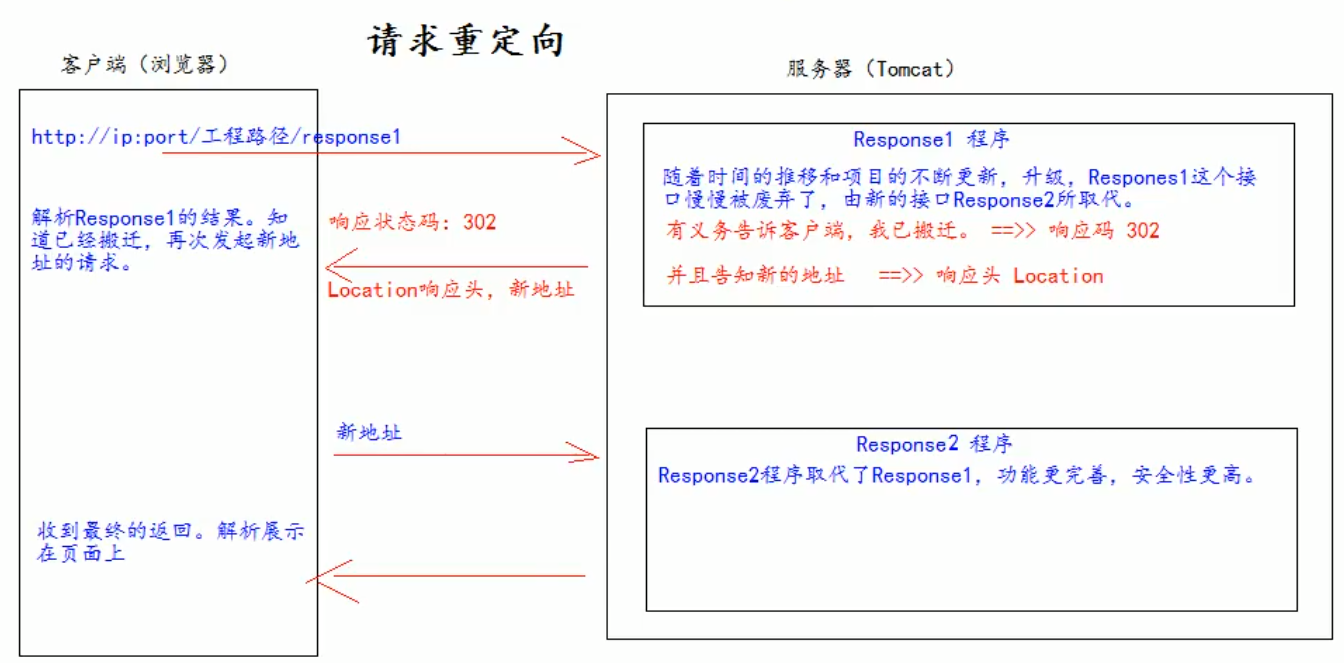 请求重定向
客户端（浏览器）
服务器（Tomcat）
http://ip:port/工程路径/response1
Response1 程序
随着时间的推移和项目的不断更新，升级，Respones1这个接
口慢慢被废弃了，由新的接口Response2所取代。
有义务告诉客户端，我已搬迁。 ==>> 响应码 302
并且告知新的地址 ==>> 响应头 Location
解析Response1的结果。知
道已经搬迁，再次发起新地
址的请求。
响应状态码：302
Location响应头，新地址
新地址
Response2 程序
Response2程序取代了Response1，功能更完善，安全性更高。
收到最终的返回。解析展示
在页面上